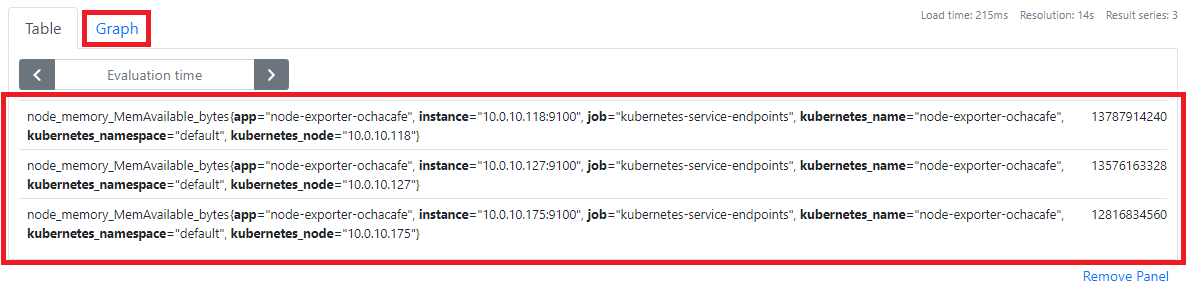 Load time: 215ms Resolution: 14s Result series: 3
Table Graph
Evaluation time
node_memory_MemAvailable_bytes{app="node-exporter-ochacafe", instance="10.0.10.118:9100", job="kubernetes-service-endpoints", kubernetes_name="node-exporter-ochacafe", 13787914240
kubernetes_namespace="default", kubernetes_node="10.0.10.118"}
node_memory_MemAvailable_bytes{app="node-exporter-ochacafe", instance="10.0.10.127:9100", job="kubernetes-service-endpoints", kubernetes_name="node-exporter-ochacafe", 13576163328
kubernetes_namespace="default", kubernetes_node="10.0.10.127"}
node_memory_MemAvailable_bytes{app="node-exporter-ochacafe", instance="10.0.10.175:9100", job="kubernetes-service-endpoints", kubernetes_name="node-exporter-ochacafe", 12816834560
kubernetes_namespace="default", kubernetes_node="10.0.10.175"}
Remove Panel